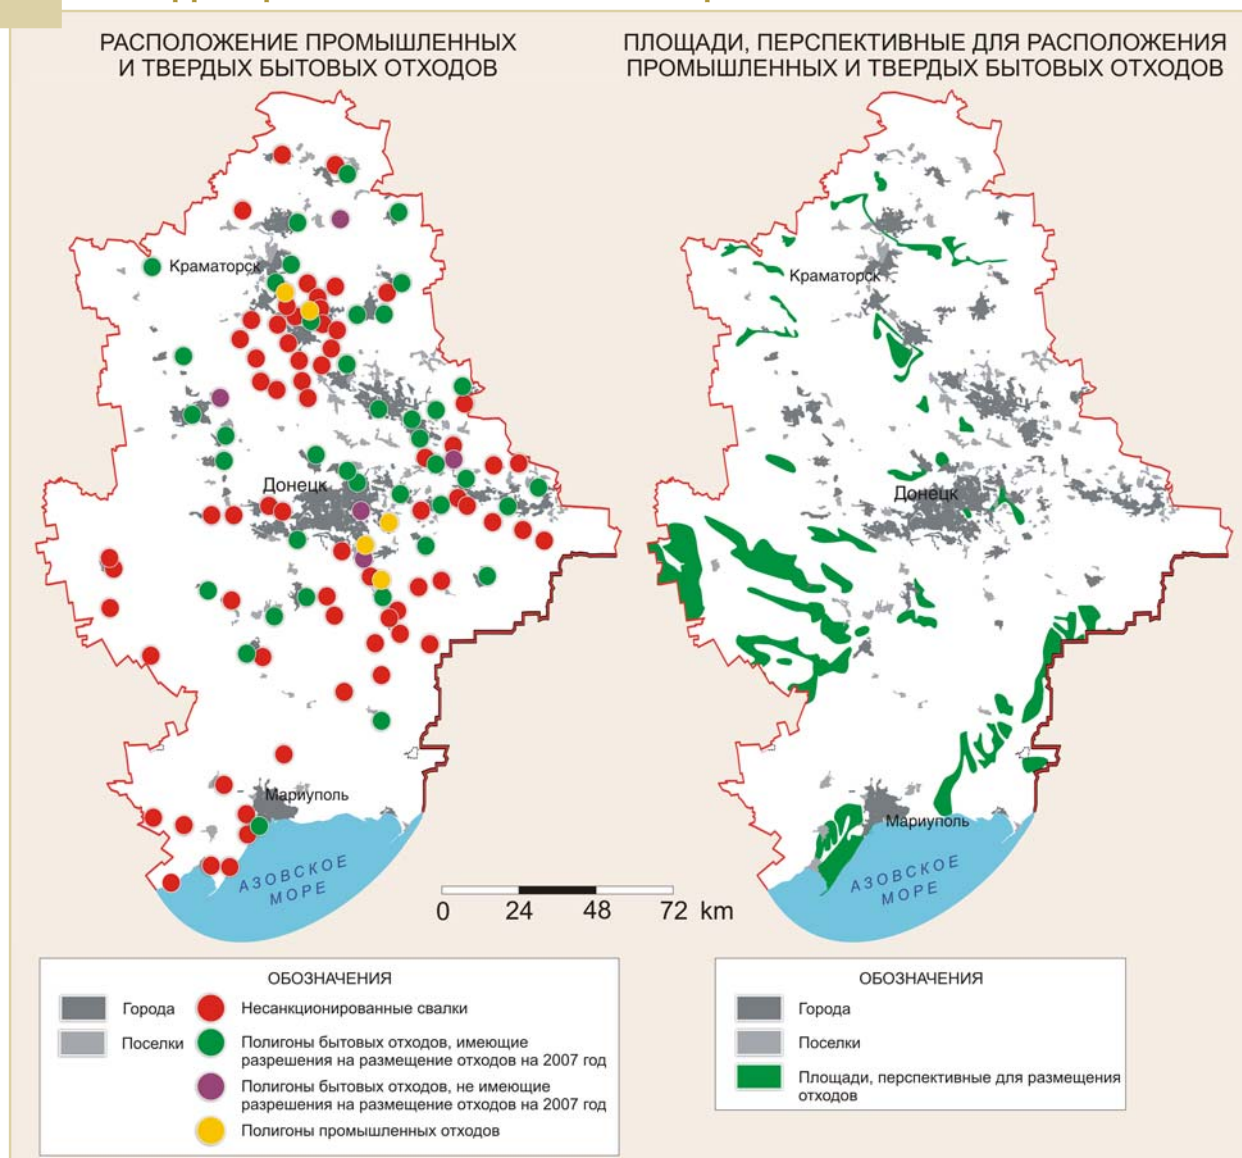 РАСПОЛОЖЕНИЕ ПРОМЫШЛЕННЫХ
И ТВЕРДЫХ БЫТОВЫХ ОТХОДОВ
Краматорск
Донецк
Мариуполь
АЗОВСКОЕ
МОРЕ
ПЛОЩАДИ, ПЕРСПЕКТИВНЫЕ ДЛЯ РАСПОЛОЖЕНИЯ
ПРОМЫШЛЕННЫХ И ТВЕРДЫХ БЫТОВЫХ ОТХОДОВ
Краматорск
Донецк
Мариуполь
АЗОВСКОЕ
МОРЕ
0 24 48 72 km
ОБОЗНАЧЕНИЯ
Города
Поселки
Несанкционированные свалки
Полигоны бытовых отходов, имеющие
разрешения на размещение отходов на 2007 год
Полигоны бытовых отходов, не имеющие
разрешения на размещение отходов на 2007 год
Полигоны промышленных отходов
ОБОЗНАЧЕНИЯ
Города
Поселки
Площади, перспективные для размещения
отходов